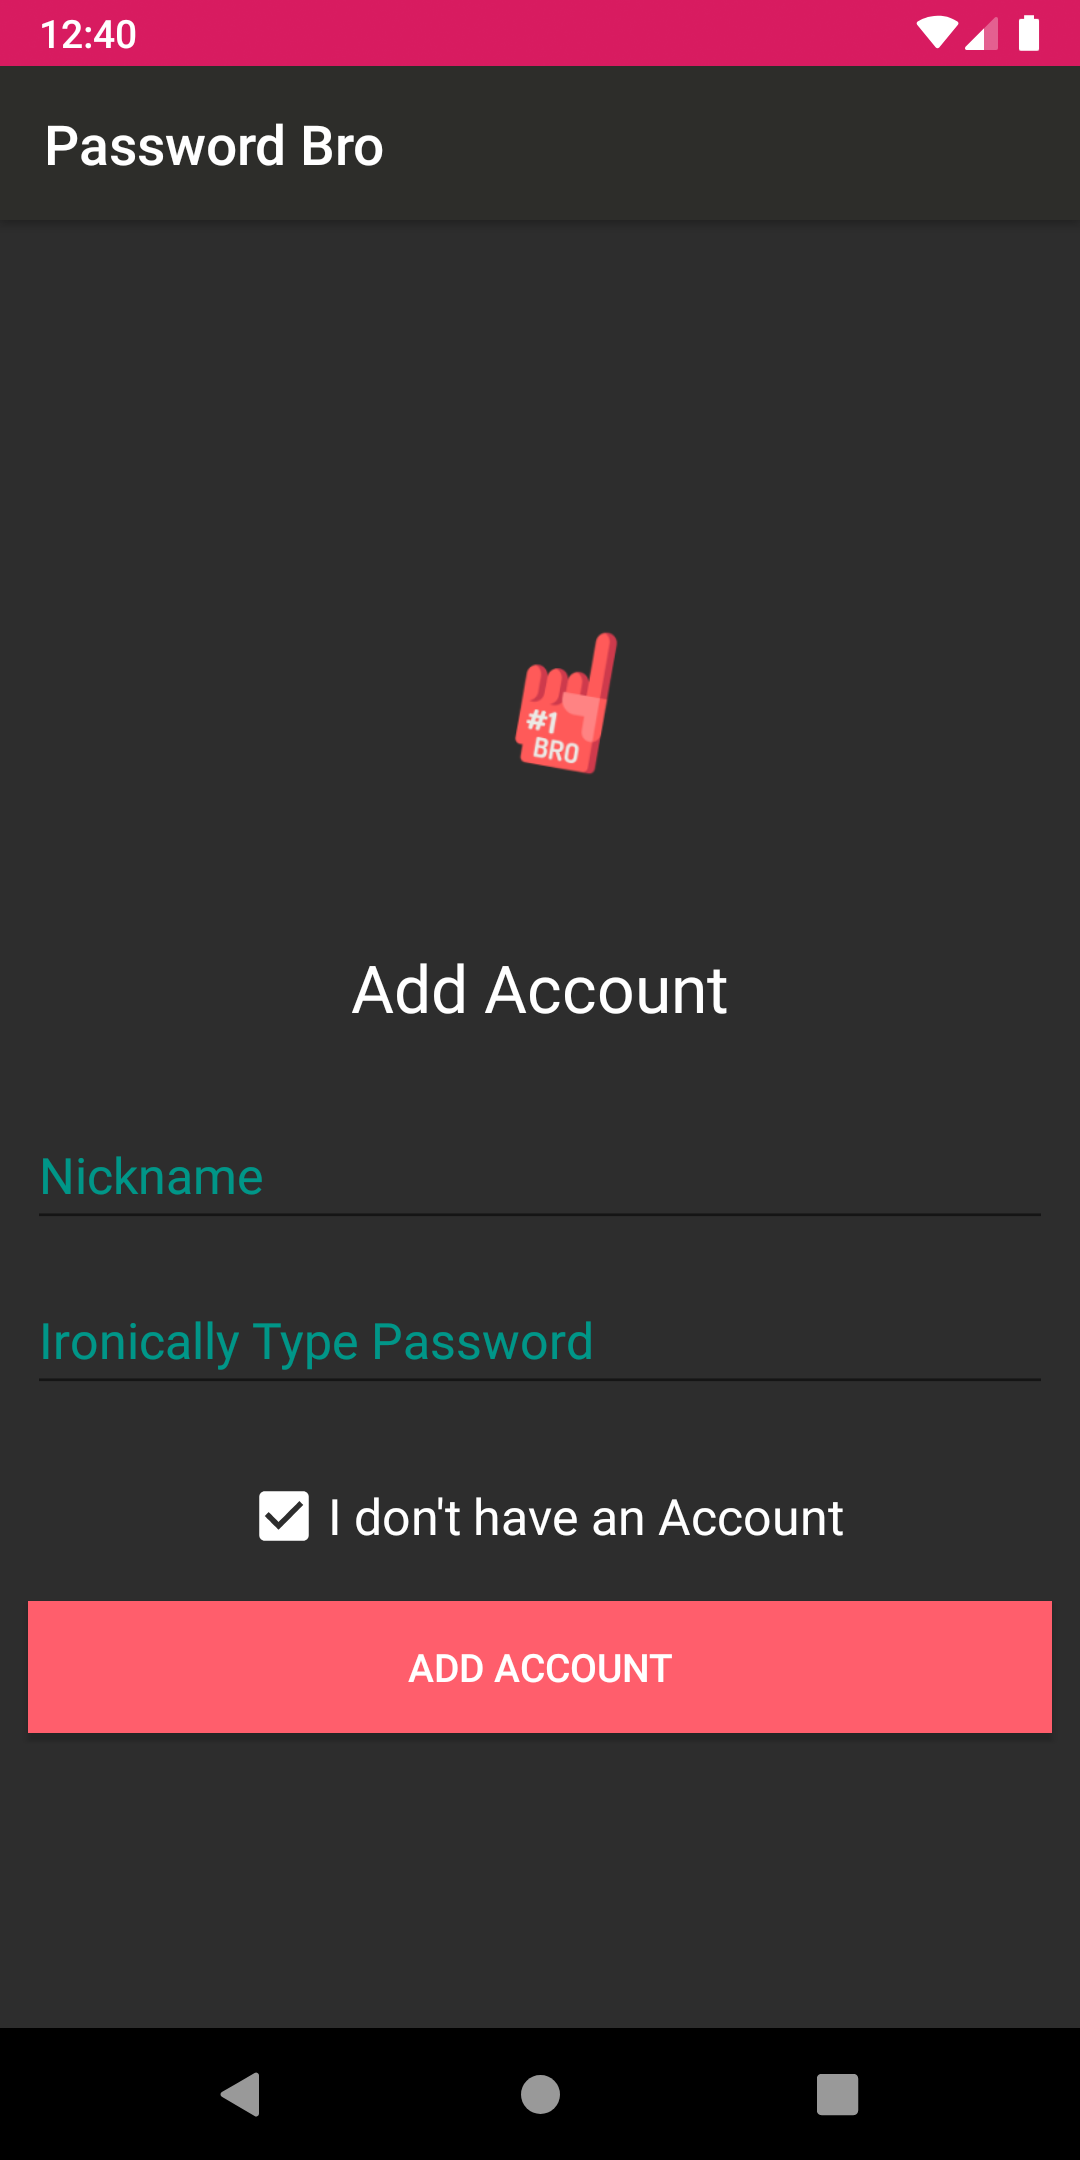 12:40
Password Bro
#1
BRO
Add Account
Nickname
Ironically Type Password
I don't have an Account
ADD ACCOUNT